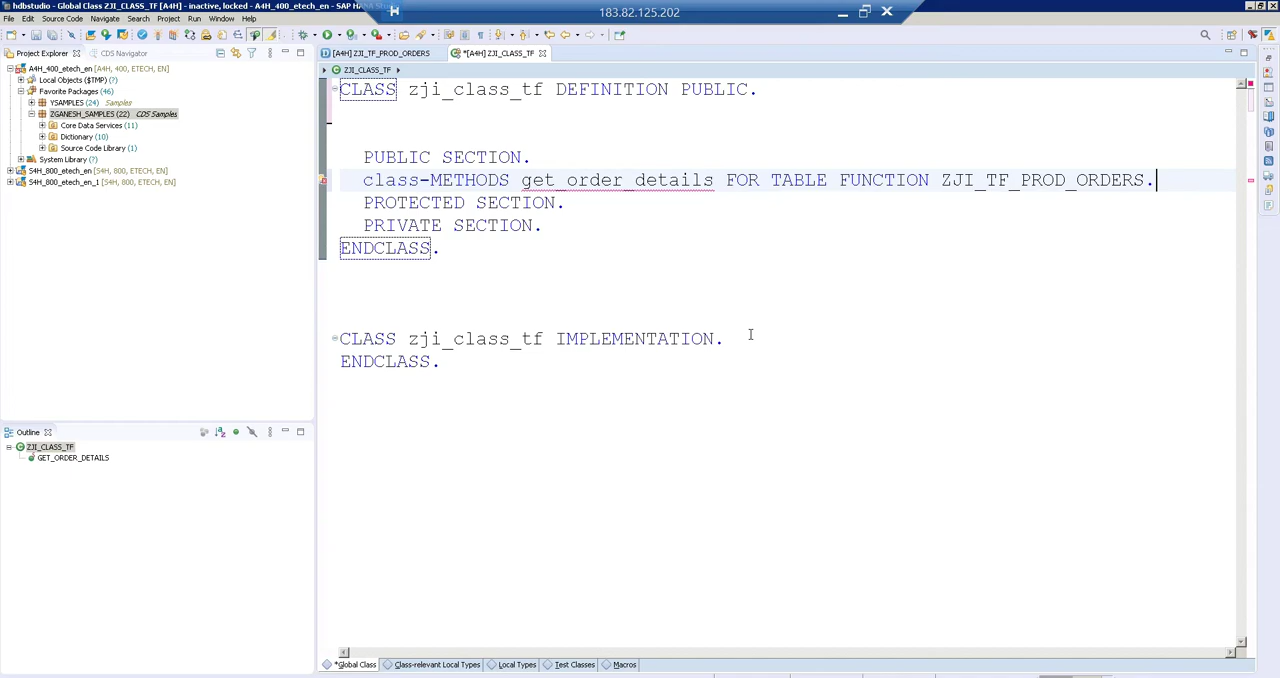 hdbstudio - Global Class ZJI_CLASS_TF [A4H] - inactive, locked - A4H_400_etech_en - SAP HANA
183.82.125.202
File Edit Source Code Navigate Search Project Run Window Help
Project Explorer CDS Navigator
[A4H] ZJI_TF_PROD_ORDERS *[A4H] ZJI_CLASS_TF
A4H_400_etech_en [A4H, 400, ETECH, EN]
Local Objects ($TMP) (?)
Favorite Packages (46)
YSAMPLES (24) Samples
ZGANESH_SAMPLES (22) CDS Samples
Core Data Services (11)
Dictionary (10)
Source Code Library (1)
System Library (?)
S4H_800_etech_en [S4H, 800, ETECH, EN]
S4H_800_etech_en_1 [S4H, 800, ETECH, EN]
ZJI_CLASS_TF
CLASS zji_class_tf DEFINITION PUBLIC.
PUBLIC SECTION.
class-METHODS get_order_details FOR TABLE FUNCTION ZJI_TF_PROD_ORDERS.
PROTECTED SECTION.
PRIVATE SECTION.
ENDCLASS.
CLASS zji_class_tf IMPLEMENTATION.
ENDCLASS.
Outline
ZJI_CLASS_TF
GET_ORDER_DETAILS
*Global Class Class-relevant Local Types Local Types Test Classes Macros